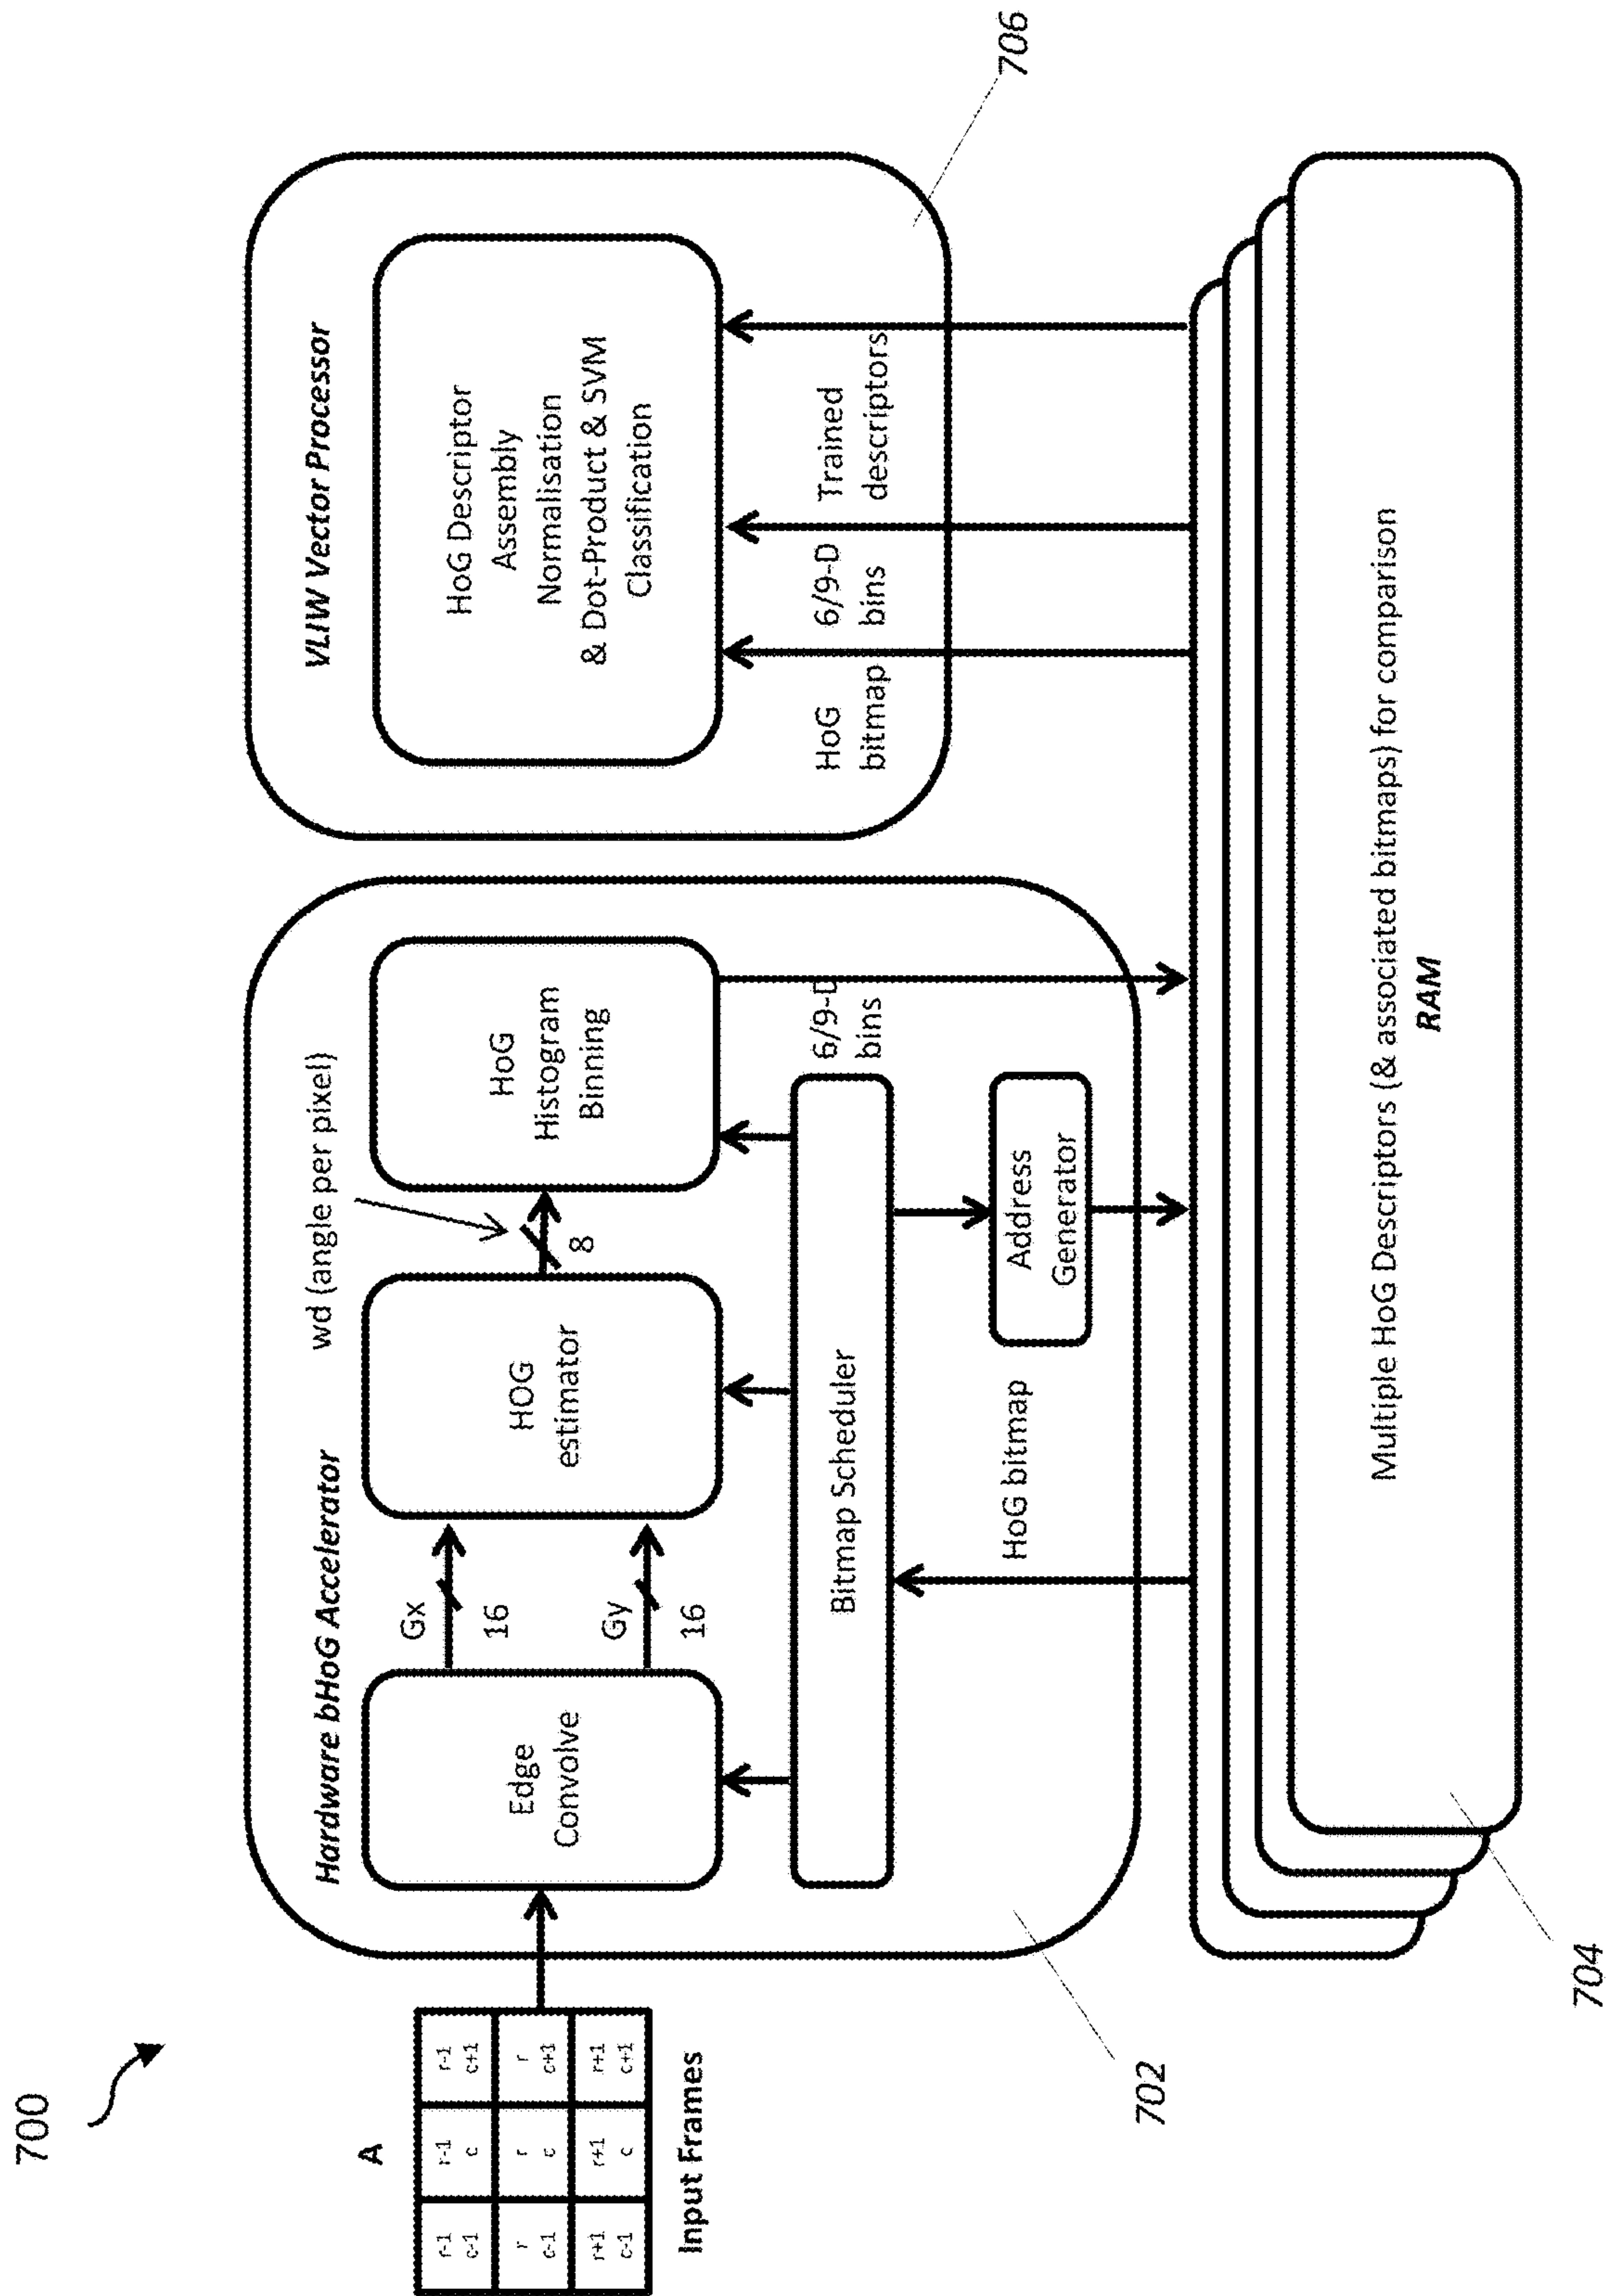 700
A
r-1
c-1
r-1
c
r-1
c+1
r
c-1
r
c
r
c+1
r+1
c-1
r+1
c
r+1
c+1
Input Frames
Hardware bHoG Accelerator
Edge
Convolve
Gx
16
Gy
16
HOG
estimator
wd (angle per pixel)
8
HoG
Histogram
Binning
Bitmap Scheduler
6/9-D
bins
HoG bitmap
Address
Generator
702
VLIW Vector Processor
HoG Descriptor
Assembly
Normalisation
& Dot-Product & SVM
Classification
HoG
bitmap
6/9-D
bins
Trained
descriptors
706
Multiple HoG Descriptors (& associated bitmaps) for comparison
RAM
704